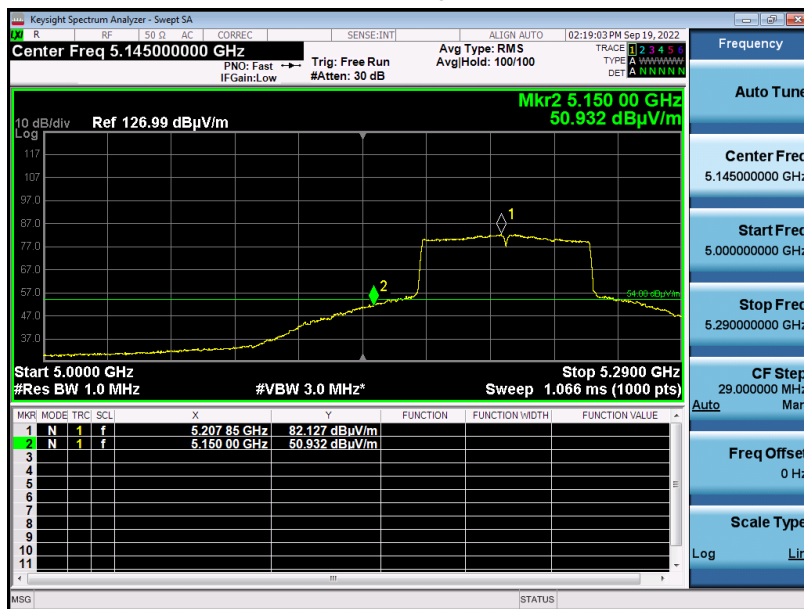 Keysight Spectrum Analyzer - Swept SA
LXI R RF 50 Ω AC CORREC SENSE:INT ALIGN AUTO 02:19:03 PM Sep 19, 2022
Center Freq 5.145000000 GHz
PNO: Fast
IFGain:Low
Trig: Free Run
#Atten: 30 dB
Avg Type: RMS
Avg|Hold: 100/100
TRACE 1 2 3 4 5 6
TYPE A WWWWW
DET A N N N N N
Mkr2 5.150 00 GHz
50.932 dBµV/m
10 dB/div Ref 126.99 dBµV/m
Log
117
107
97.0
87.0
77.0
67.0
57.0
47.0
37.0
1
2
54.00 dBµV/m
Start 5.0000 GHz Stop 5.2900 GHz
#Res BW 1.0 MHz #VBW 3.0 MHz* Sweep 1.066 ms (1000 pts)
MKR MODE TRC SCL X Y FUNCTION FUNCTION WIDTH FUNCTION VALUE
1 N 1 f 5.207 85 GHz 82.127 dBµV/m
2 N 1 f 5.150 00 GHz 50.932 dBµV/m
3
4
5
6
7
8
9
10
11
MSG STATUS
Frequency
Auto Tune
Center Freq
5.145000000 GHz
Start Freq
5.000000000 GHz
Stop Freq
5.290000000 GHz
CF Step
29.000000 MHz
Auto Man
Freq Offset
0 Hz
Scale Type
Log Lin